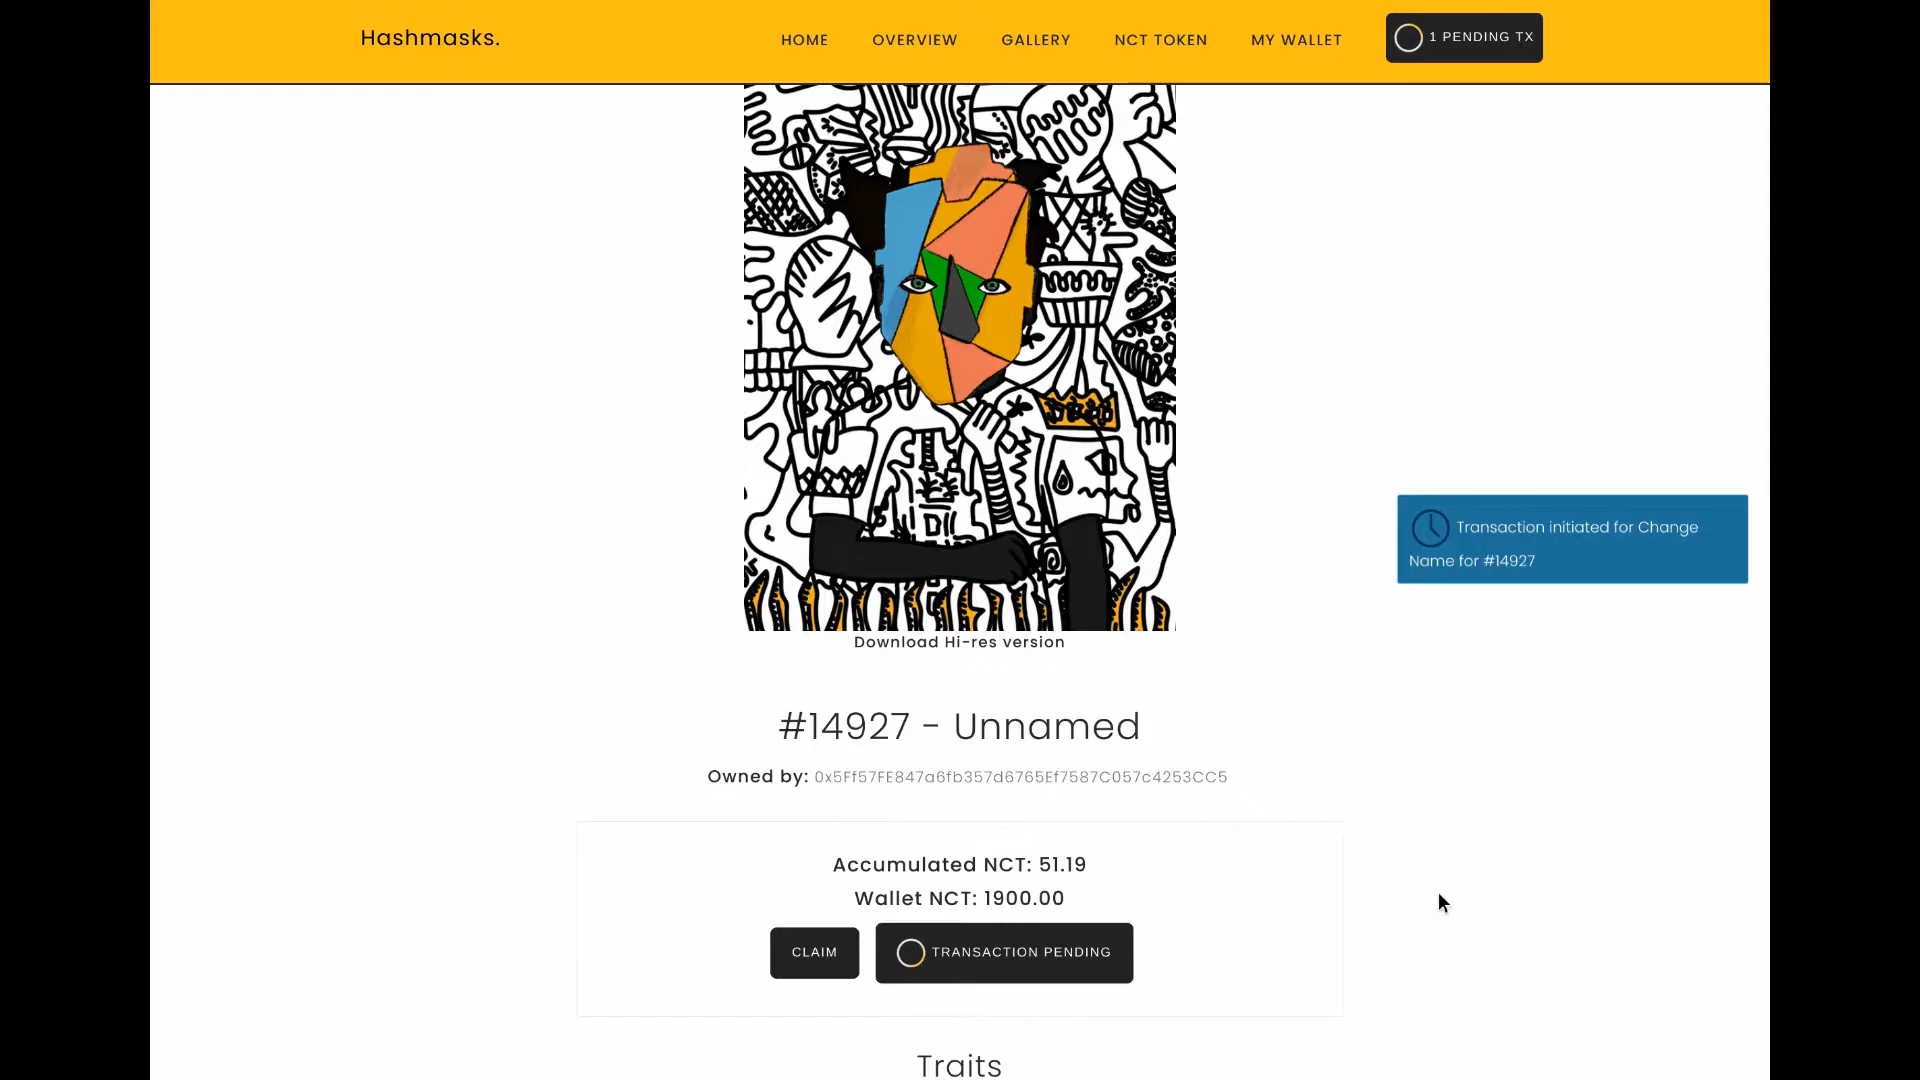 Hashmasks.
HOME
OVERVIEW
GALLERY
NCT TOKEN
MY WALLET
1 PENDING TX
Transaction initiated for Change
Name for #14927
Download Hi-res version
#14927 - Unnamed
Owned by: 0x5Ff57FE847a6fb357d6765Ef7587C057c4253CC5
Accumulated NCT: 51.19
Wallet NCT: 1900.00
CLAIM
TRANSACTION PENDING
Traits